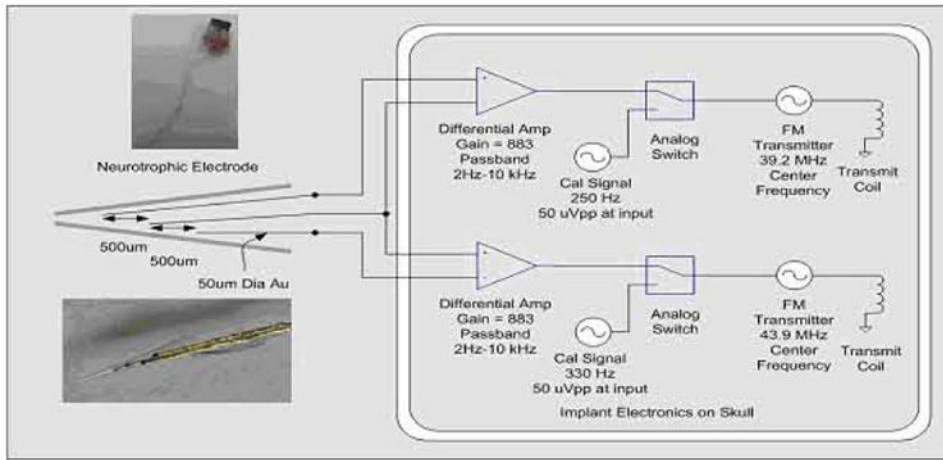 Neurotrophic Electrode
500um
500um
50um Dia Au
Differential Amp
Gain = 883
Passband
2Hz-10 kHz
Cal Signal
250 Hz
50 uVpp at input
Analog
Switch
FM
Transmitter
39.2 MHz
Center
Frequency
Transmit
Coil
Differential Amp
Gain = 883
Passband
2Hz-10 kHz
Cal Signal
330 Hz
50 uVpp at input
Analog
Switch
FM
Transmitter
43.9 MHz
Center
Frequency
Transmit
Coil
Implant Electronics on Skull